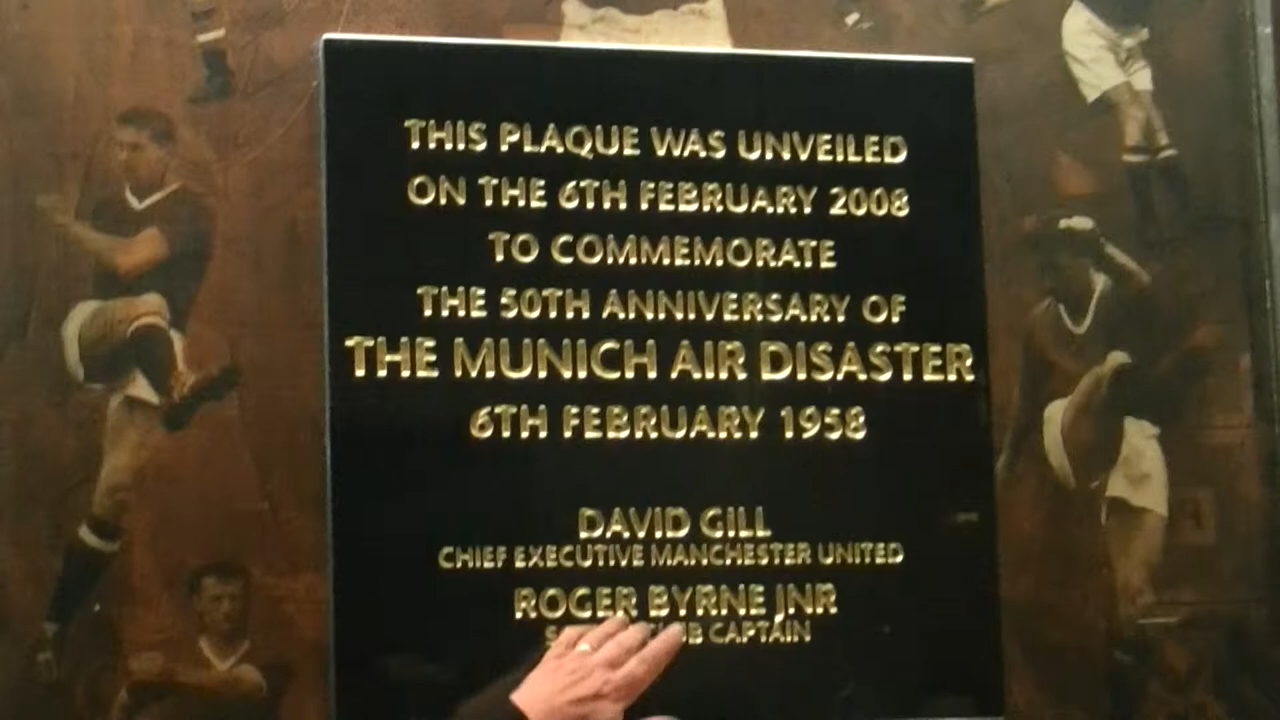 THIS PLAQUE WAS UNVEILED
ON THE 6TH FEBRUARY 2008
TO COMMEMORATE
THE 50TH ANNIVERSARY OF
THE MUNICH AIR DISASTER
6TH FEBRUARY 1958
DAVID GILL
CHIEF EXECUTIVE MANCHESTER UNITED
ROGER BYRNE JNR
CAPTAIN